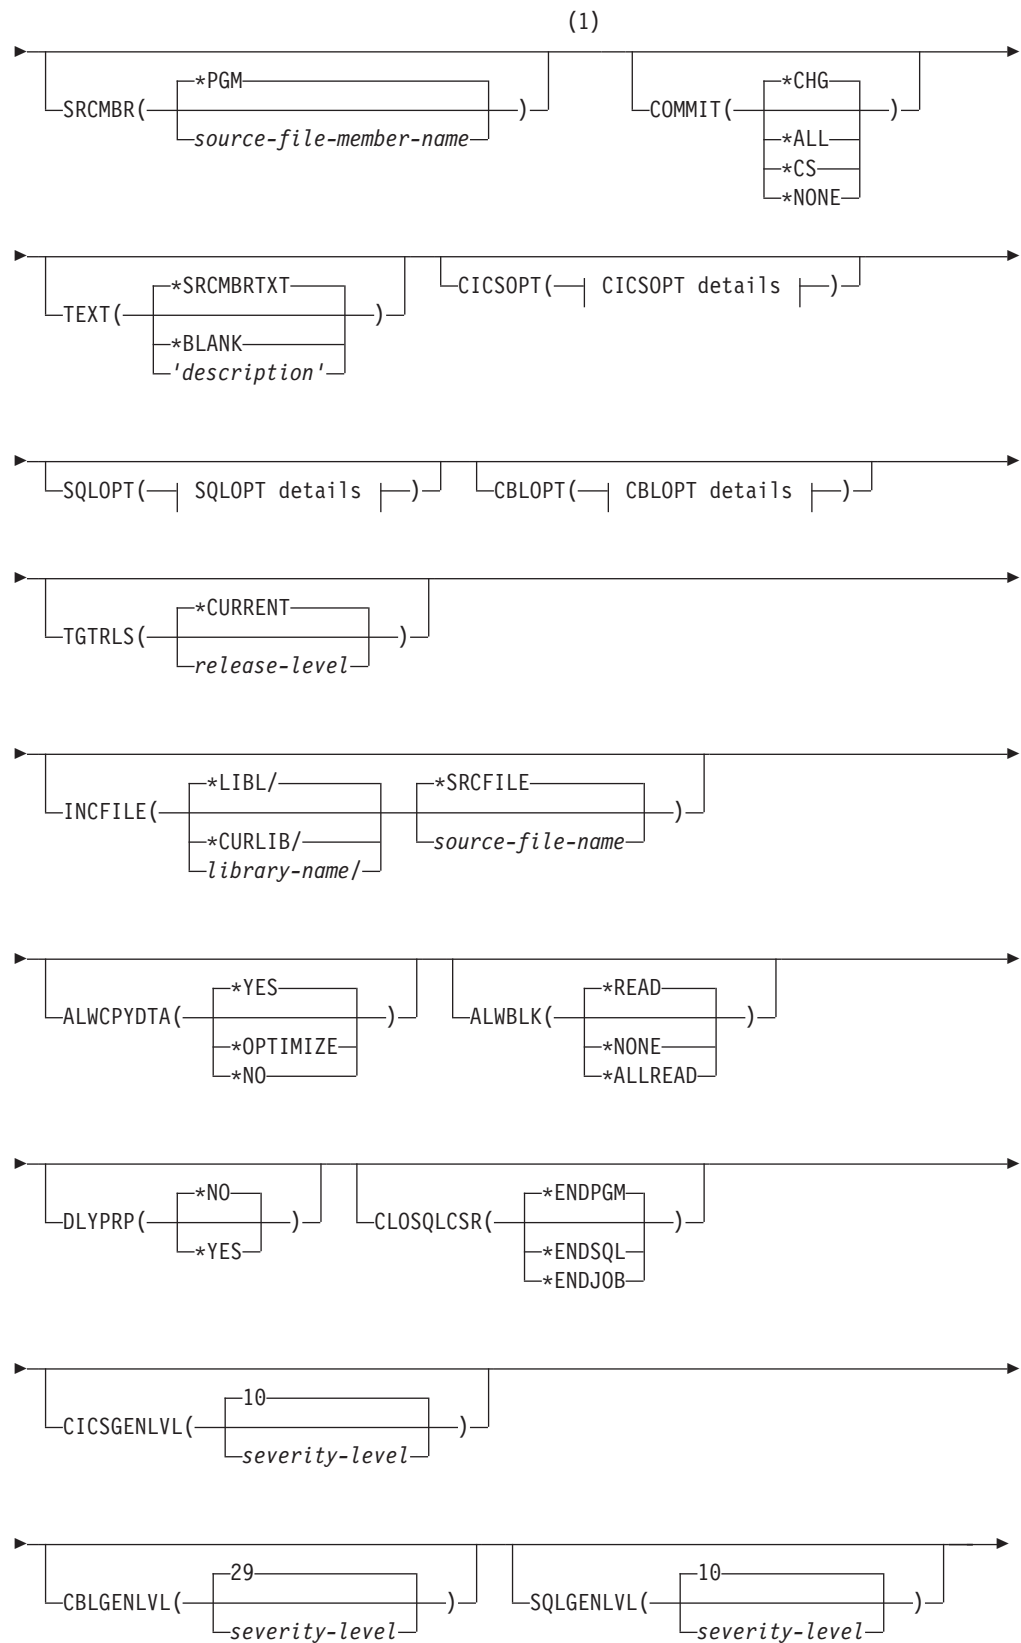 (1)
*PGM
*CHG
SRCMBR( )
COMMIT( )
source-file-member-name
*ALL
*CS
*NONE
*SRCMBRTXT
CICSOPT( CICSOPT details )
TEXT( )
*BLANK
'description'
SQLOPT( SQLOPT details )
CBLOPT( CBLOPT details )
*CURRENT
TGTRLS( )
release-level
*LIBL/
*SRCFILE
INCFILE( )
*CURLIB/
source-file-name
library-name/
*YES
*READ
ALWCPYDTA( )
ALWBLK( )
*OPTIMIZE
*NONE
*NO
*ALLREAD
*NO
*ENDPGM
DLYPRP( )
CLOSQLCSR( )
*YES
*ENDSQL
*ENDJOB
10
CICSGENLVL( )
severity-level
29
10
CBLGENLVL( )
SQLGENLVL( )
severity-level
severity-level